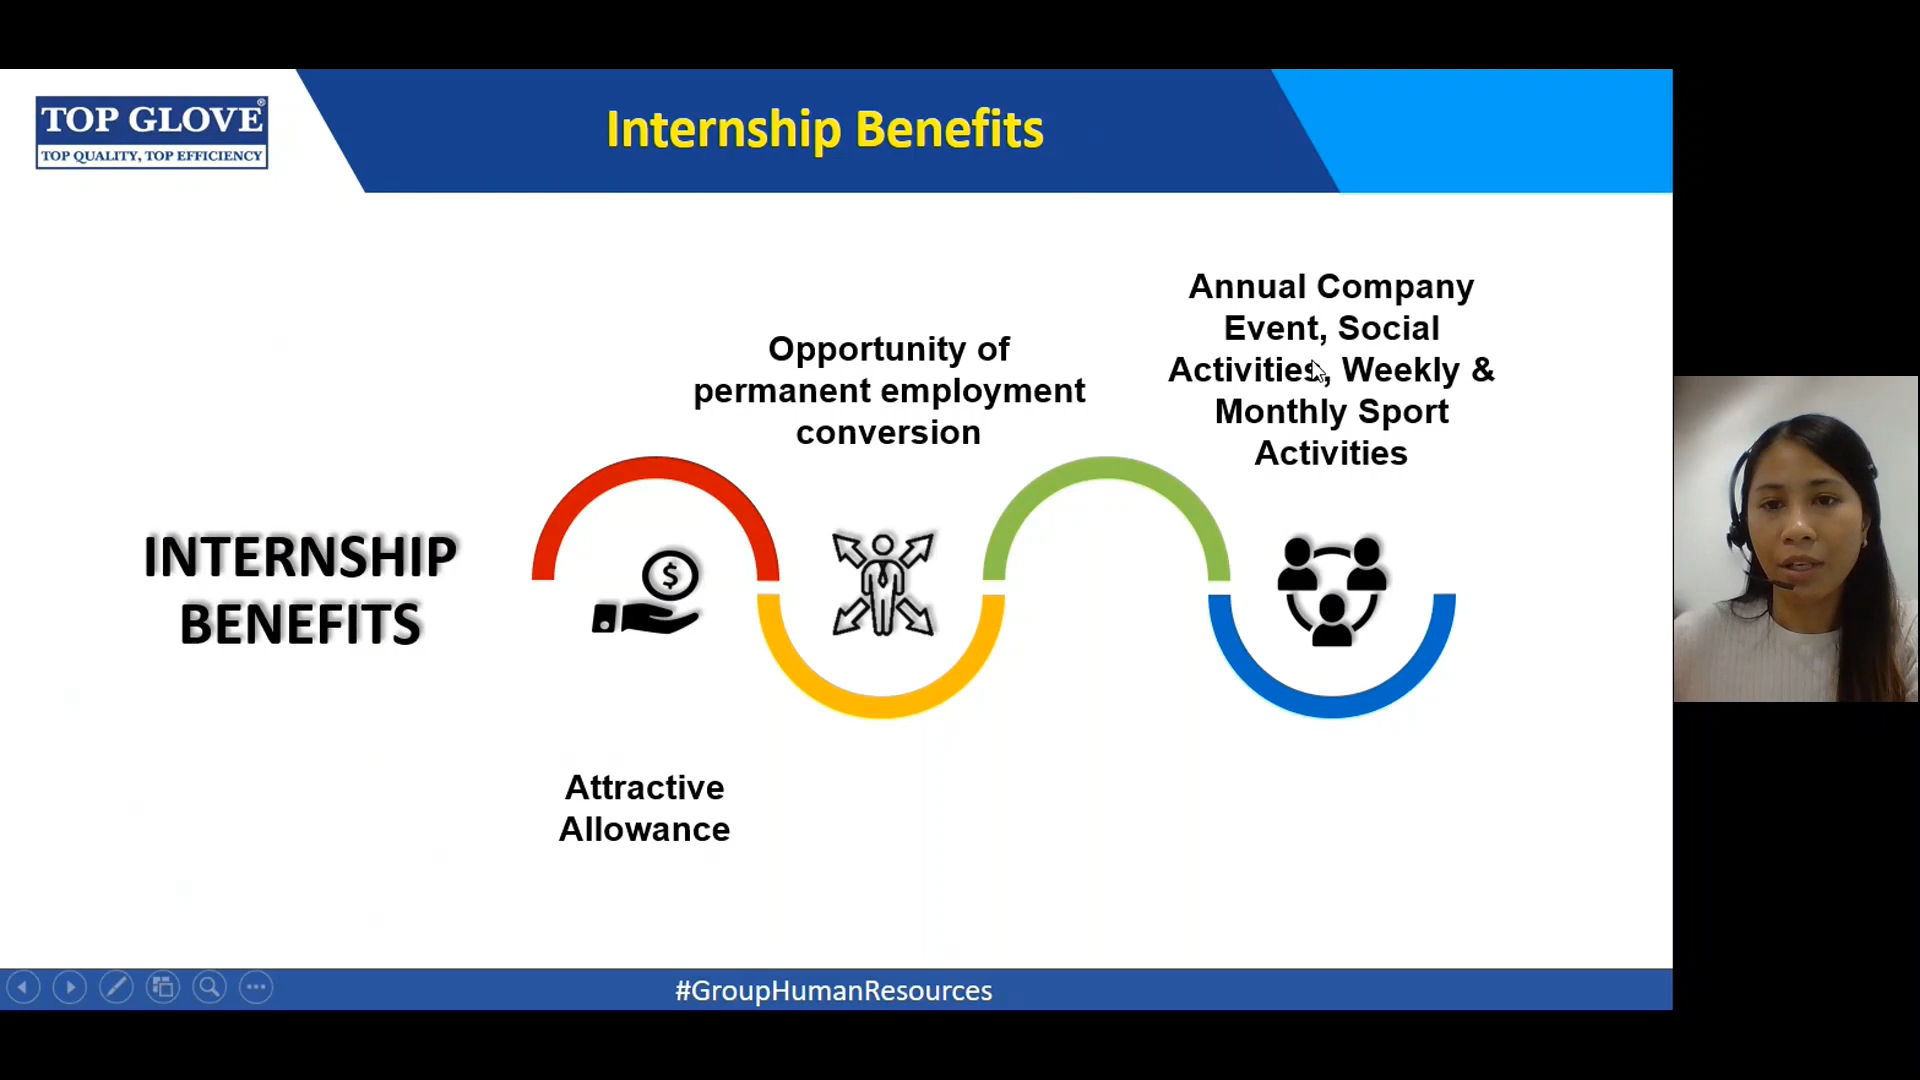 TOP GLOVE®
TOP QUALITY, TOP EFFICIENCY
Internship Benefits
INTERNSHIP
BENEFITS
$
Attractive
Allowance
Opportunity of
permanent employment
conversion
Annual Company
Event, Social
Activities, Weekly &
Monthly Sport
Activities
#GroupHumanResources